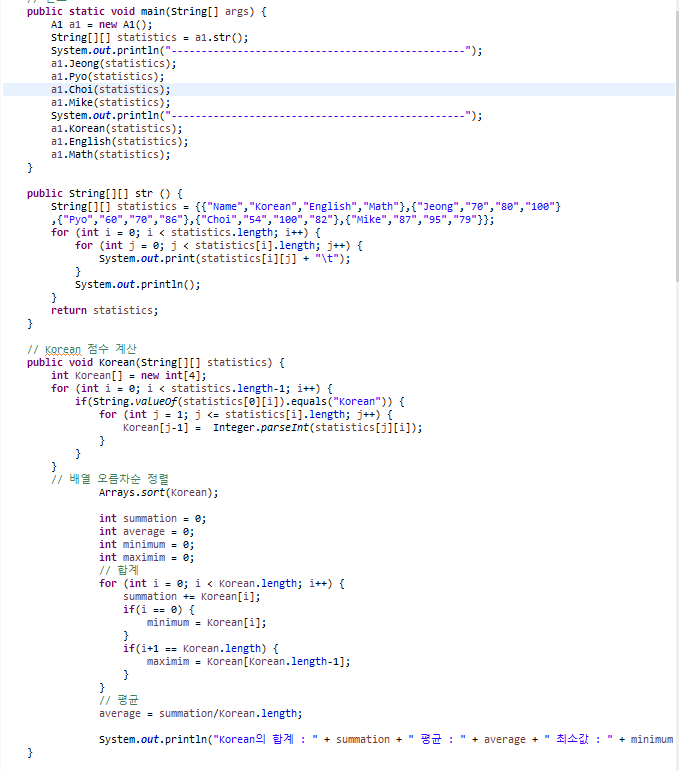 public static void main(String[] args) {
A1 a1 = new A1();
String[][] statistics = a1.str();
System.out.println("-------------------------------------------------");
a1.Jeong(statistics);
a1.Pyo(statistics);
a1.Choi(statistics);
a1.Mike(statistics);
System.out.println("-------------------------------------------------");
a1.Korean(statistics);
a1.English(statistics);
a1.Math(statistics);
}
public String[][] str () {
String[][] statistics = {{"Name","Korean","English","Math"},{"Jeong","70","80","100"}
,{"Pyo","60","70","86"},{"Choi","54","100","82"},{"Mike","87","95","79"}};
for (int i = 0; i < statistics.length; i++) {
for (int j = 0; j < statistics[i].length; j++) {
System.out.print(statistics[i][j] + "\t");
}
System.out.println();
}
return statistics;
}
// Korean 점수 계산
public void Korean(String[][] statistics) {
int Korean[] = new int[4];
for (int i = 0; i < statistics.length-1; i++) {
if(String.valueOf(statistics[0][i]).equals("Korean")) {
for (int j = 1; j <= statistics[i].length; j++) {
Korean[j-1] =  Integer.parseInt(statistics[j][i]);
}
}
}
// 배열 오름차순 정렬
Arrays.sort(Korean);
int summation = 0;
int average = 0;
int minimum = 0;
int maximim = 0;
// 합계
for (int i = 0; i < Korean.length; i++) {
summation += Korean[i];
if(i == 0) {
minimum = Korean[i];
}
if(i+1 == Korean.length) {
maximim = Korean[Korean.length-1];
}
}
// 평균
average = summation/Korean.length;
System.out.println("Korean의 합계 : " + summation + " 평균 : " + average + " 최소값 : " + minimum
}